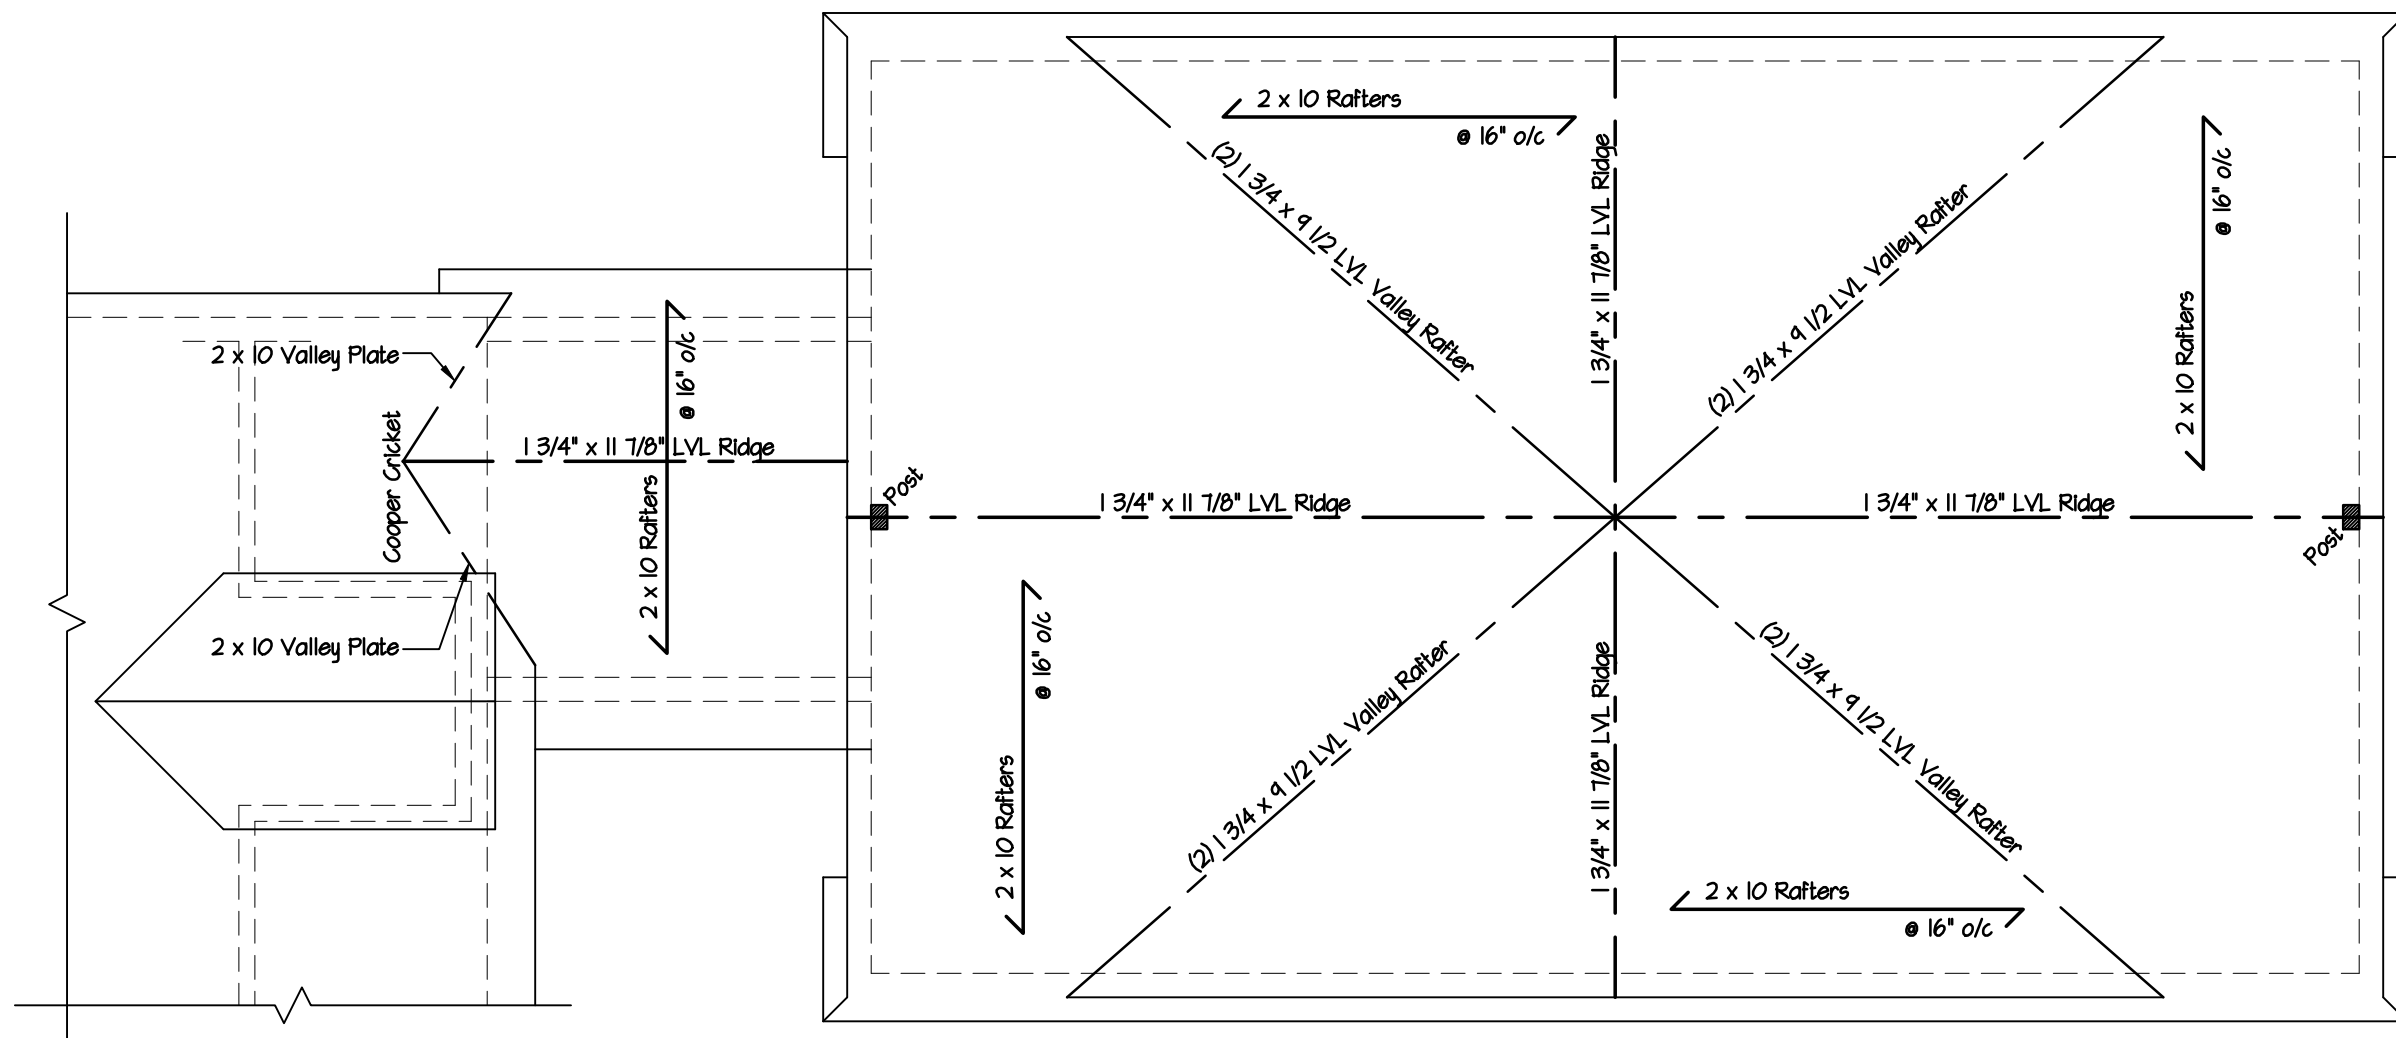 2 x 10 Rafters
@ 16" o/c
(2) 1 3/4 x 9 1/2 LVL Valley Rafter
1 3/4" x 11 7/8" LVL Ridge
(2) 1 3/4 x 9 1/2 LVL Valley Rafter
2 x 10 Rafters
@ 16" o/c
2 x 10 Valley Plate
Cooper Cricket
1 3/4" x 11 7/8" LVL Ridge
2 x 10 Rafters
@ 16" o/c
Post
1 3/4" x 11 7/8" LVL Ridge
1 3/4" x 11 7/8" LVL Ridge
Post
2 x 10 Valley Plate
2 x 10 Rafters
@ 16" o/c
(2) 1 3/4 x 9 1/2 LVL Valley Rafter
1 3/4" x 11 7/8" LVL Ridge
(2) 1 3/4 x 9 1/2 LVL Valley Rafter
2 x 10 Rafters
@ 16" o/c